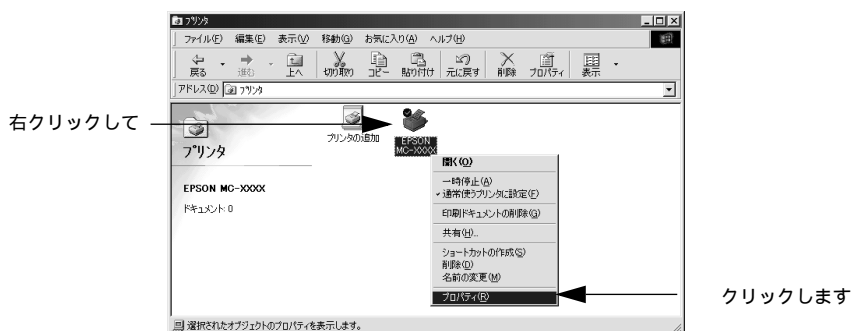 プリンタ
ファイル(F) 編集(E) 表示(V) 移動(G) お気に入り(A) ヘルプ(H)
戻る 進む 上へ 切り取り コピー 貼り付け 元に戻す 削除 プロパティ 表示
アドレス(D) プリンタ
右クリックして
プリンタ
プリンタの追加
EPSON
MC-XXXX
EPSON MC-XXXX
ドキュメント: 0
開く(O)
一時停止(A)
通常使うプリンタに設定(F)
印刷ドキュメントの削除(G)
共有(H)...
ショートカットの作成(S)
削除(D)
名前の変更(M)
プロパティ(R)
クリックします
選択されたオブジェクトのプロパティを表示します。